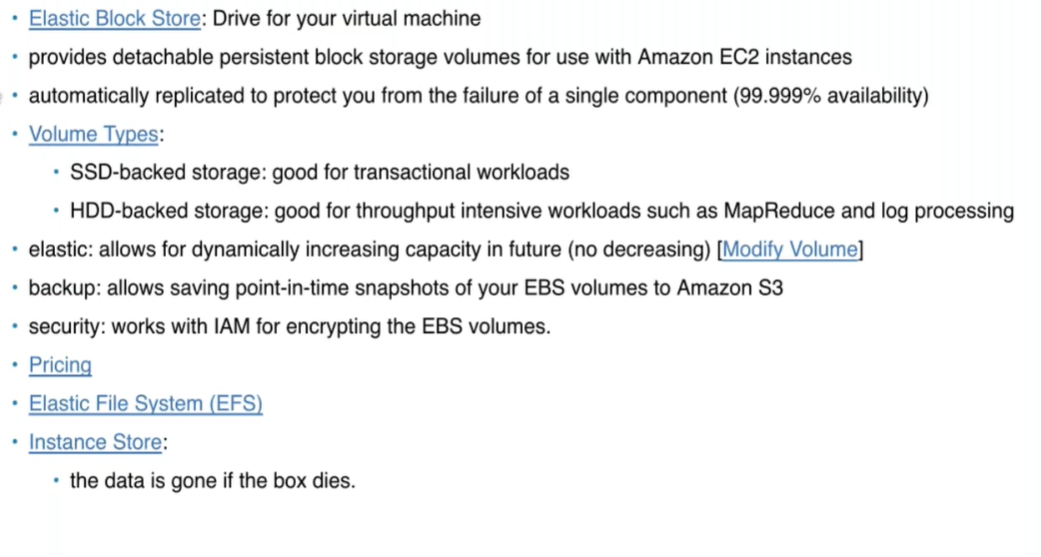 • Elastic Block Store: Drive for your virtual machine
• provides detachable persistent block storage volumes for use with Amazon EC2 instances
• automatically replicated to protect you from the failure of a single component (99.999% availability)
• Volume Types:
• SSD-backed storage: good for transactional workloads
• HDD-backed storage: good for throughput intensive workloads such as MapReduce and log processing
• elastic: allows for dynamically increasing capacity in future (no decreasing) [Modify Volume]
• backup: allows saving point-in-time snapshots of your EBS volumes to Amazon S3
• security: works with IAM for encrypting the EBS volumes.
• Pricing
• Elastic File System (EFS)
• Instance Store:
• the data is gone if the box dies.